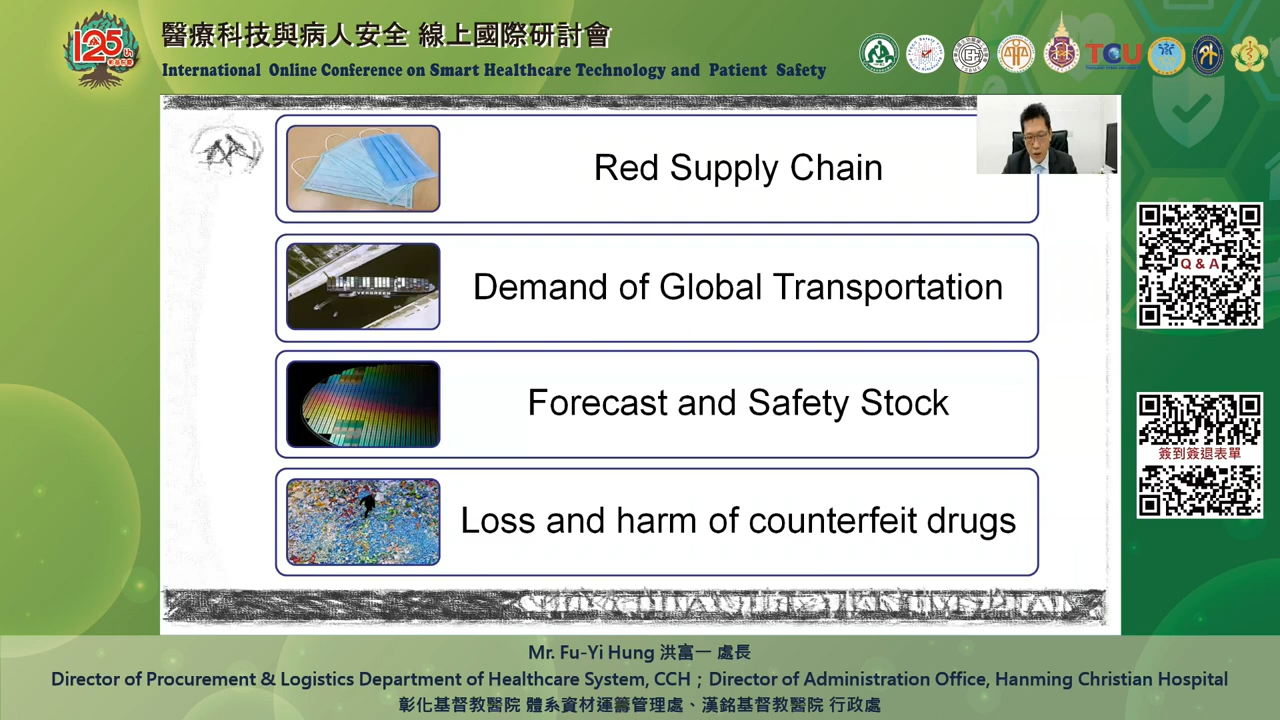 125
醫療科技與病人安全 線上國際研討會
International Online Conference on Smart Healthcare Technology and Patient Safety
TCU
Red Supply Chain
Demand of Global Transportation
Forecast and Safety Stock
Loss and harm of counterfeit drugs
Q & A
簽到簽退表單
Mr. Fu-Yi Hung 洪富一 處長
Director of Procurement & Logistics Department of Healthcare System, CCH；Director of Administration Office, Hanming Christian Hospital
彰化基督教醫院 體系資材運籌管理處、漢銘基督教醫院 行政處